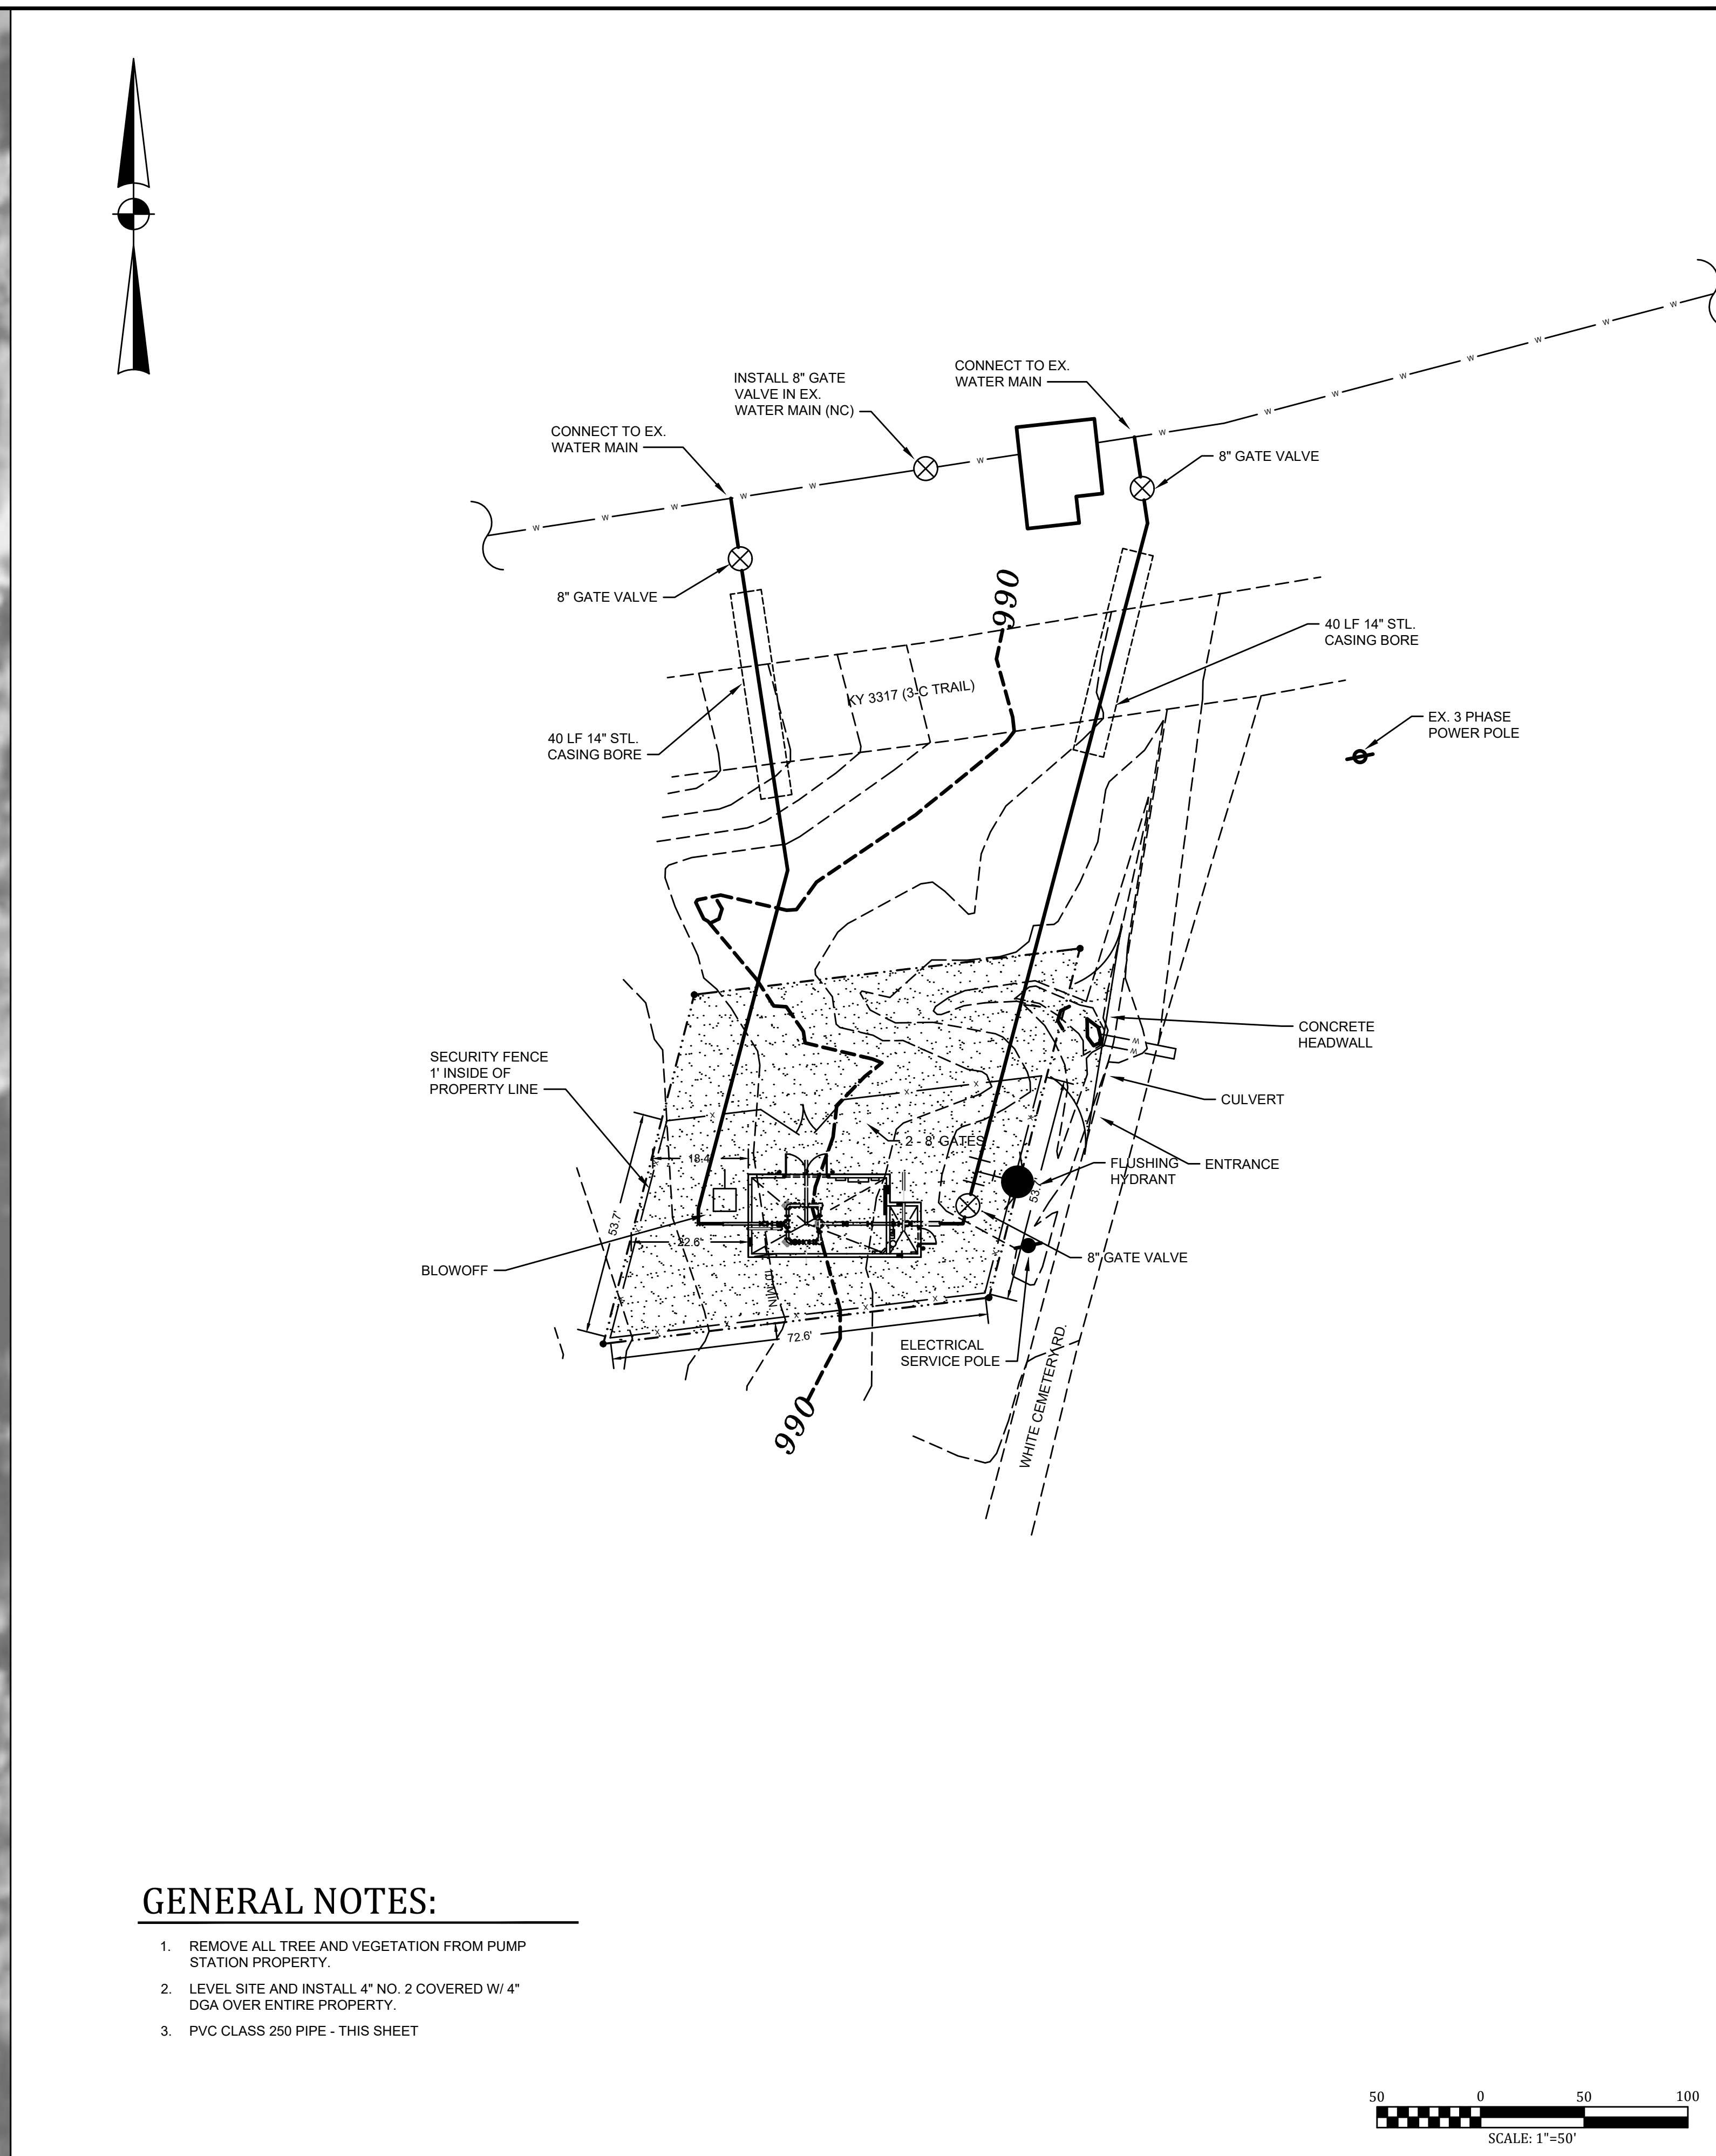 CONNECT TO EX.
WATER MAIN
INSTALL 8" GATE
VALVE IN EX.
WATER MAIN (NC)
CONNECT TO EX.
WATER MAIN
W
W
W
W
W
W
W
W
W
W
W
W
W
W
8" GATE VALVE
8" GATE VALVE
990
40 LF 14" STL.
CASING BORE
KY 3317 (3-C TRAIL)
EX. 3 PHASE
POWER POLE
40 LF 14" STL.
CASING BORE
CONCRETE
HEADWALL
W
W
SECURITY FENCE
1' INSIDE OF
PROPERTY LINE
CULVERT
X
X
X
2 - 8' GATES
18.4'
FLUSHING
HYDRANT
ENTRANCE
53.7'
22.6'
8" GATE VALVE
BLOWOFF
10' MIN
X
X
X
X
X
72.6'
ELECTRICAL
SERVICE POLE
WHITE CEMETERY RD.
990
GENERAL NOTES:
1. REMOVE ALL TREE AND VEGETATION FROM PUMP
STATION PROPERTY.
2. LEVEL SITE AND INSTALL 4" NO. 2 COVERED W/ 4"
DGA OVER ENTIRE PROPERTY.
3. PVC CLASS 250 PIPE - THIS SHEET
50 0 50 100
SCALE: 1"=50'